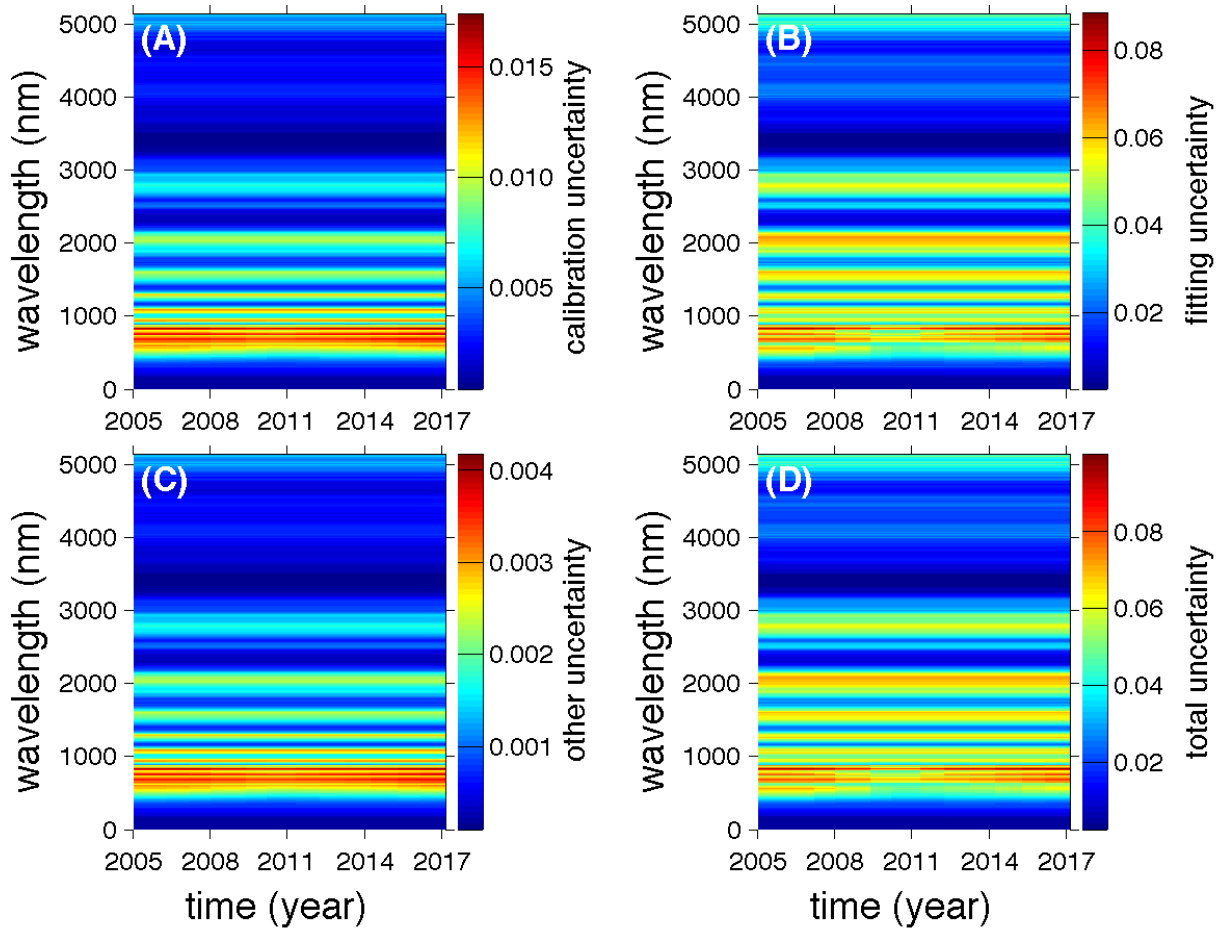 (A)
wavelength (nm)
5000
4000
3000
2000
1000
0
2005 2008 2011 2014 2017
0.015
0.010
0.005
calibration uncertainty
(B)
wavelength (nm)
5000
4000
3000
2000
1000
0
2005 2008 2011 2014 2017
0.08
0.06
0.04
0.02
fitting uncertainty
(C)
wavelength (nm)
5000
4000
3000
2000
1000
0
2005 2008 2011 2014 2017
time (year)
0.004
0.003
0.002
0.001
other uncertainty
(D)
wavelength (nm)
5000
4000
3000
2000
1000
0
2005 2008 2011 2014 2017
time (year)
0.08
0.06
0.04
0.02
total uncertainty